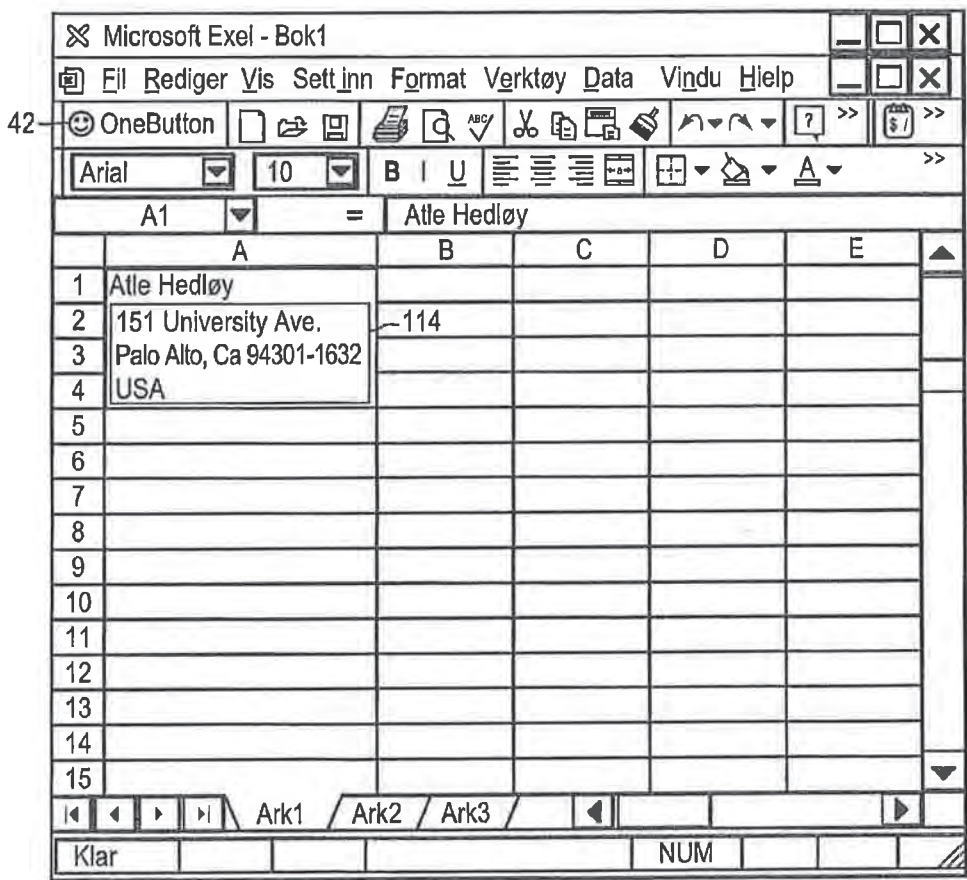 Microsoft Exel - Bok1
Fil Rediger Vis Sett inn Format Verktøy Data Vindu Hielp
42 OneButton ABC ? >> $ / >>
Arial 10 B I U a A >>
A1 = Atle Hedløy
A B C D E
1 Atle Hedløy
2 151 University Ave. 114
3 Palo Alto, Ca 94301-1632
4 USA
5
6
7
8
9
10
11
12
13
14
15
Ark1 Ark2 Ark3
Klar NUM